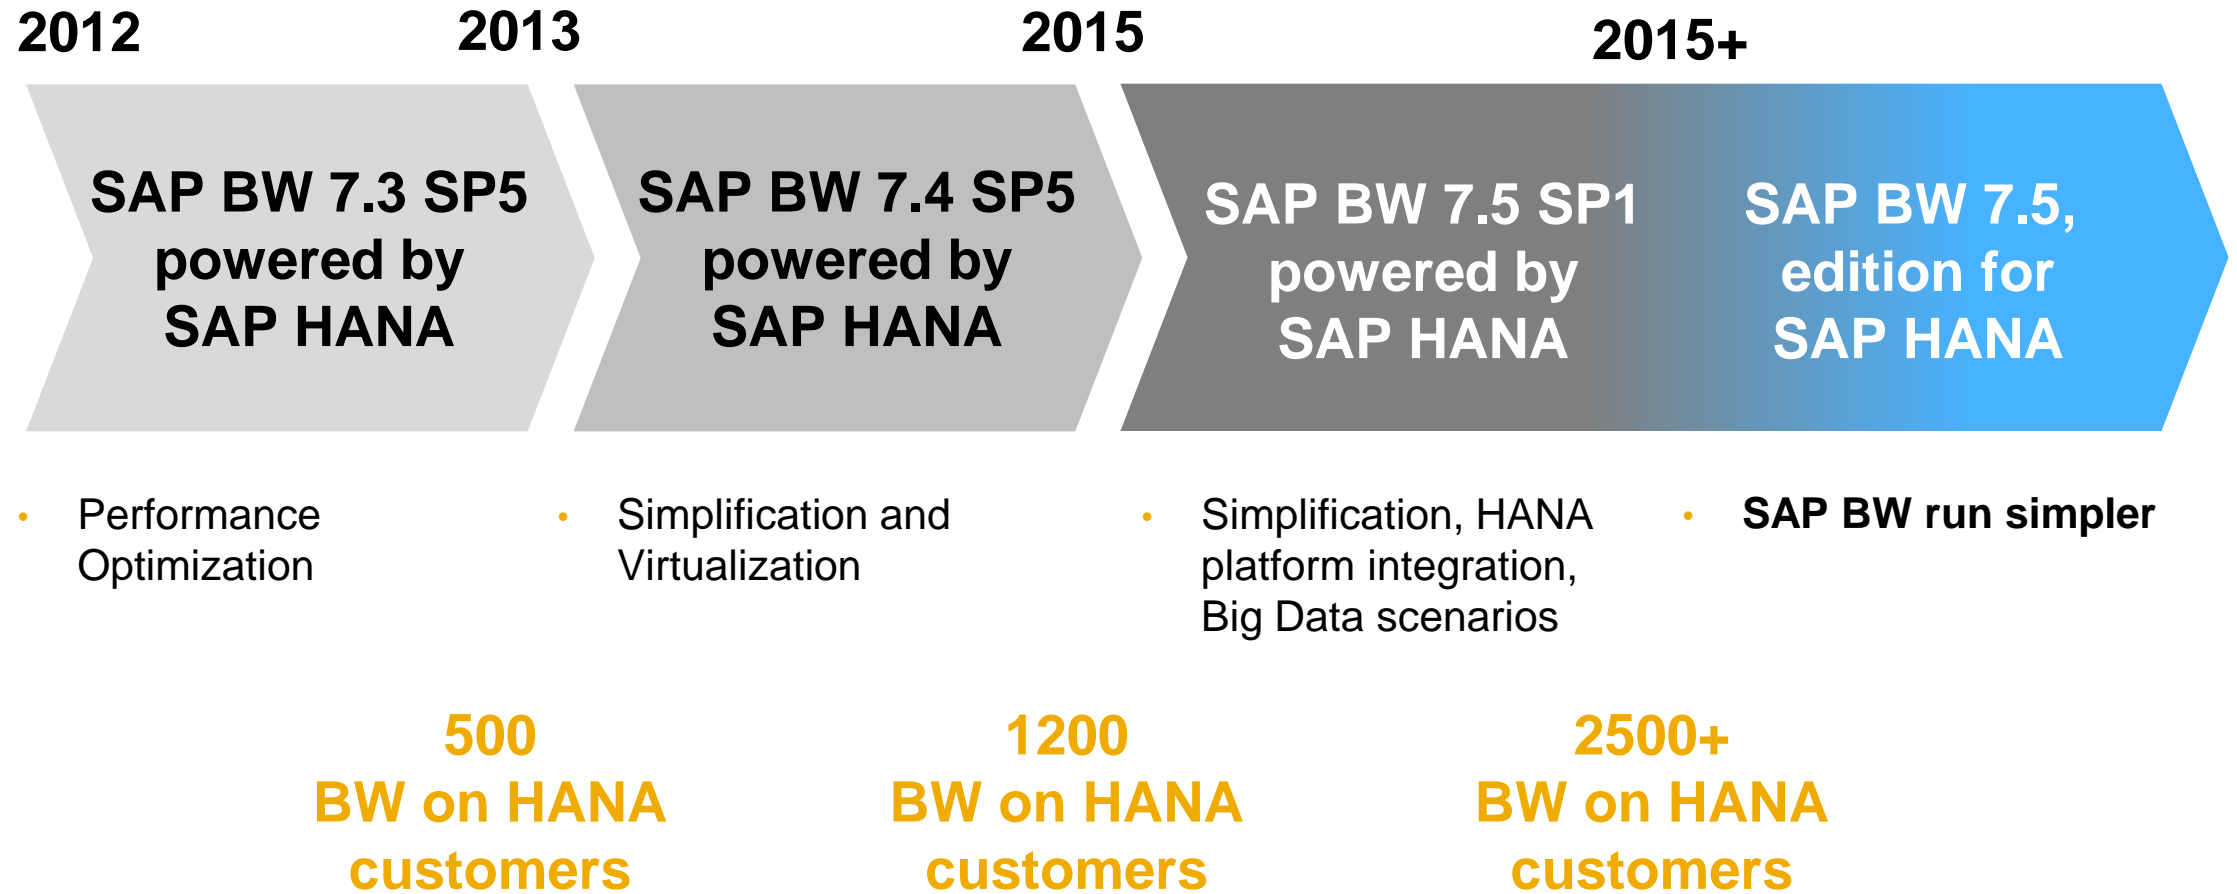 2012
2013
2015
2015+
SAP BW 7.3 SP5
powered by
SAP HANA
SAP BW 7.4 SP5
powered by
SAP HANA
SAP BW 7.5 SP1
powered by
SAP HANA
SAP BW 7.5,
edition for
SAP HANA
• Performance
Optimization
• Simplification and
Virtualization
• Simplification, HANA
platform integration,
Big Data scenarios
• SAP BW run simpler
500
BW on HANA
customers
1200
BW on HANA
customers
2500+
BW on HANA
customers